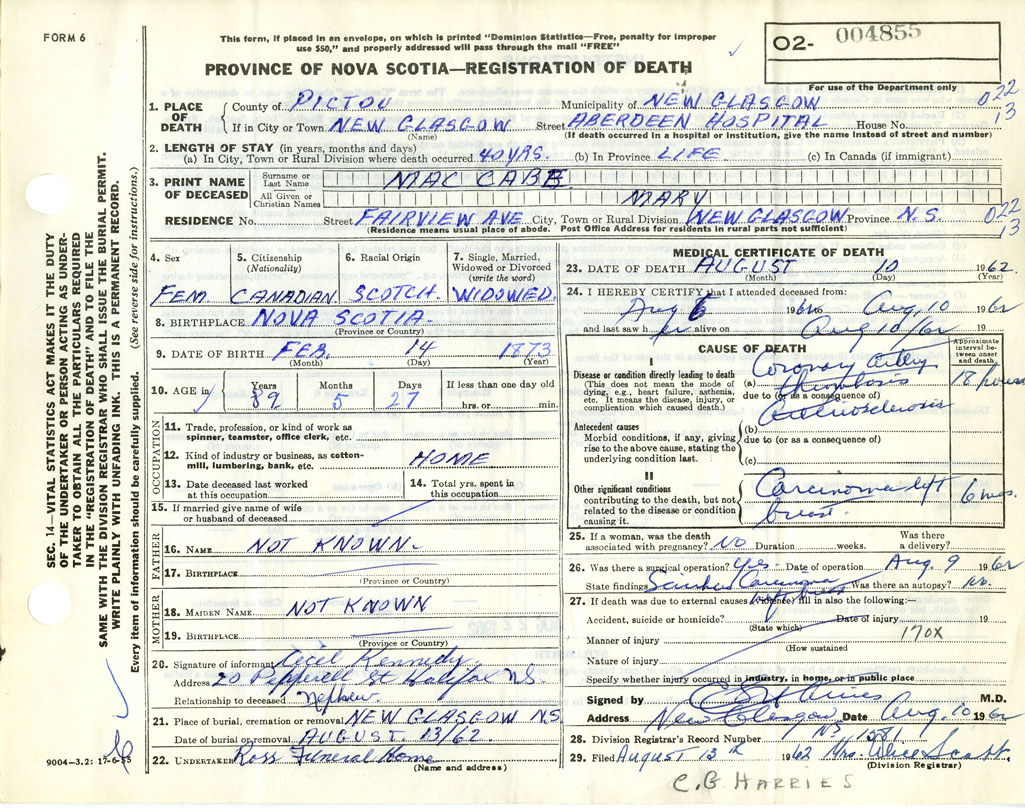 FORM 6
This form, if placed in an envelope, on which is printed "Dominion Statistics—Free, penalty for improper
use $50," and properly addressed will pass through the mail "FREE"
O2- 004855
For use of the Department only
PROVINCE OF NOVA SCOTIA—REGISTRATION OF DEATH
1. PLACE OF DEATH County of PICTOU Municipality of NEW GLASGOW 022
If in City or Town NEW GLASGOW Street ABERDEEN HOSPITAL House No. 13
(Name) (If death occurred in a hospital or institution, give the name instead of street and number)
2. LENGTH OF STAY (in years, months and days)
(a) In City, Town or Rural Division where death occurred 40 YRS. (b) In Province LIFE (c) In Canada (if immigrant)
3. PRINT NAME OF DECEASED Surname or Last Name MAC CABE
All Given or Christian Names MARY
RESIDENCE No. Street FAIRVIEW AVE City, Town or Rural Division NEW GLASGOW Province N.S. 022
13
(Residence means usual place of abode. Post Office Address for residents in rural parts not sufficient)
4. Sex 5. Citizenship (Nationality) 6. Racial Origin 7. Single, Married, Widowed or Divorced (write the word)
FEM CANADIAN SCOTCH WIDOWED
8. BIRTHPLACE NOVA SCOTIA
(Province or Country)
9. DATE OF BIRTH FEB. 14 1873
(Month) (Day) (Year)
10. AGE in Years Months Days If less than one day old
89 5 27 hrs. or min.
OCCUPATION
11. Trade, profession, or kind of work as
spinner, teamster, office clerk, etc.
12. Kind of industry or business, as cotton-
mill, lumbering, bank, etc. HOME
13. Date deceased last worked
at this occupation
14. Total yrs. spent in
this occupation
15. If married give name of wife
or husband of deceased
FATHER
16. NAME NOT KNOWN
17. BIRTHPLACE
(Province or Country)
MOTHER
18. MAIDEN NAME NOT KNOWN
19. BIRTHPLACE
(Province or Country)
20. Signature of informant Cecil Kennedy
Address 20 Pepperell St Halifax N.S.
Relationship to deceased Nephew
21. Place of burial, cremation or removal NEW GLASGOW N.S.
Date of burial or removal AUGUST. 13/62.
22. UNDERTAKER Ross Funeral Home
(Name and address)
MEDICAL CERTIFICATE OF DEATH
23. DATE OF DEATH AUGUST 10 1962.
(Month) (Day) (Year)
24. I HEREBY CERTIFY that I attended deceased from:
Aug 1962 to Aug. 10 1962
and last saw her alive on Aug 10/62 19
CAUSE OF DEATH
Approximate interval between onset and death
I
Disease or condition directly leading to death
(This does not mean the mode of
dying, e.g., heart failure, asthenia,
etc. It means the disease, injury, or
complication which caused death.)
(a) Coronary artery
thrombosis 18 hours
due to (or as a consequence of)
Antecedent causes
Morbid conditions, if any, giving
rise to the above cause, stating the
underlying condition last.
(b) Arteriosclerosis
due to (or as a consequence of)
(c)
II
Other significant conditions
contributing to the death, but not
related to the disease or condition
causing it.
Carcinoma left
breast. 6 mos.
25. If a woman, was the death
associated with pregnancy? No Duration weeks. Was there a delivery?
26. Was there a surgical operation? Yes Date of operation Aug. 9 1962
State findings Carcinoma Was there an autopsy? No.
left breast
27. If death was due to external causes (violence) fill in also the following:—
Accident, suicide or homicide? Date of injury 19
(State which)
Manner of injury 170X
(How sustained
Nature of injury
Specify whether injury occurred in industry, in home, or in public place
Signed by M.D.
Address New Glasgow Date Aug. 10 1962
NS
28. Division Registrar's Record Number 1581
29. Filed August 13th 1962 Mrs. Alice Scott
(Division Registrar)
C.B HARRIES
SEC. 14—VITAL STATISTICS ACT MAKES IT THE DUTY
OF THE UNDERTAKER OR PERSON ACTING AS UNDER-
TAKER TO OBTAIN ALL THE PARTICULARS REQUIRED
IN THE "REGISTRATION OF DEATH" AND TO FILE THE
SAME WITH THE DIVISION REGISTRAR WHO SHALL ISSUE THE BURIAL PERMIT.
WRITE PLAINLY WITH UNFADING INK. THIS IS A PERMANENT RECORD.
Every item of information should be carefully supplied. (See reverse side for instructions.)
9004—3.2: 17-6-55